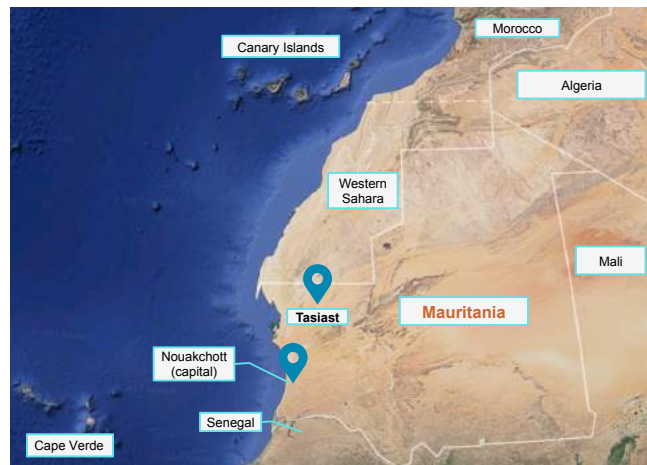 Morocco
Canary Islands
Algeria
Western
Sahara
Mali
Mauritania
Tasiast
Nouakchott
(capital)
Senegal
Cape Verde